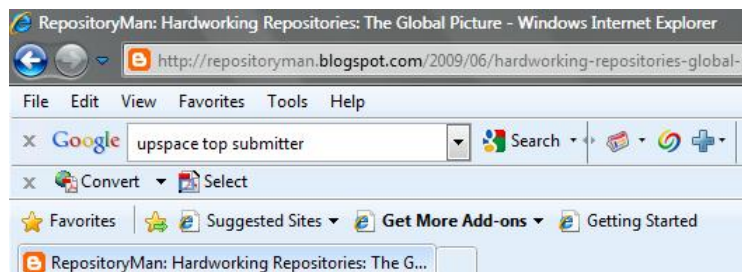 RepositoryMan: Hardworking Repositories: The Global Picture - Windows Internet Explorer
http://repositoryman.blogspot.com/2009/06/hardworking-repositories-global-
File Edit View Favorites Tools Help
x Google upspace top submitter Search
x Convert Select
Favorites Suggested Sites Get More Add-ons Getting Started
RepositoryMan: Hardworking Repositories: The G...